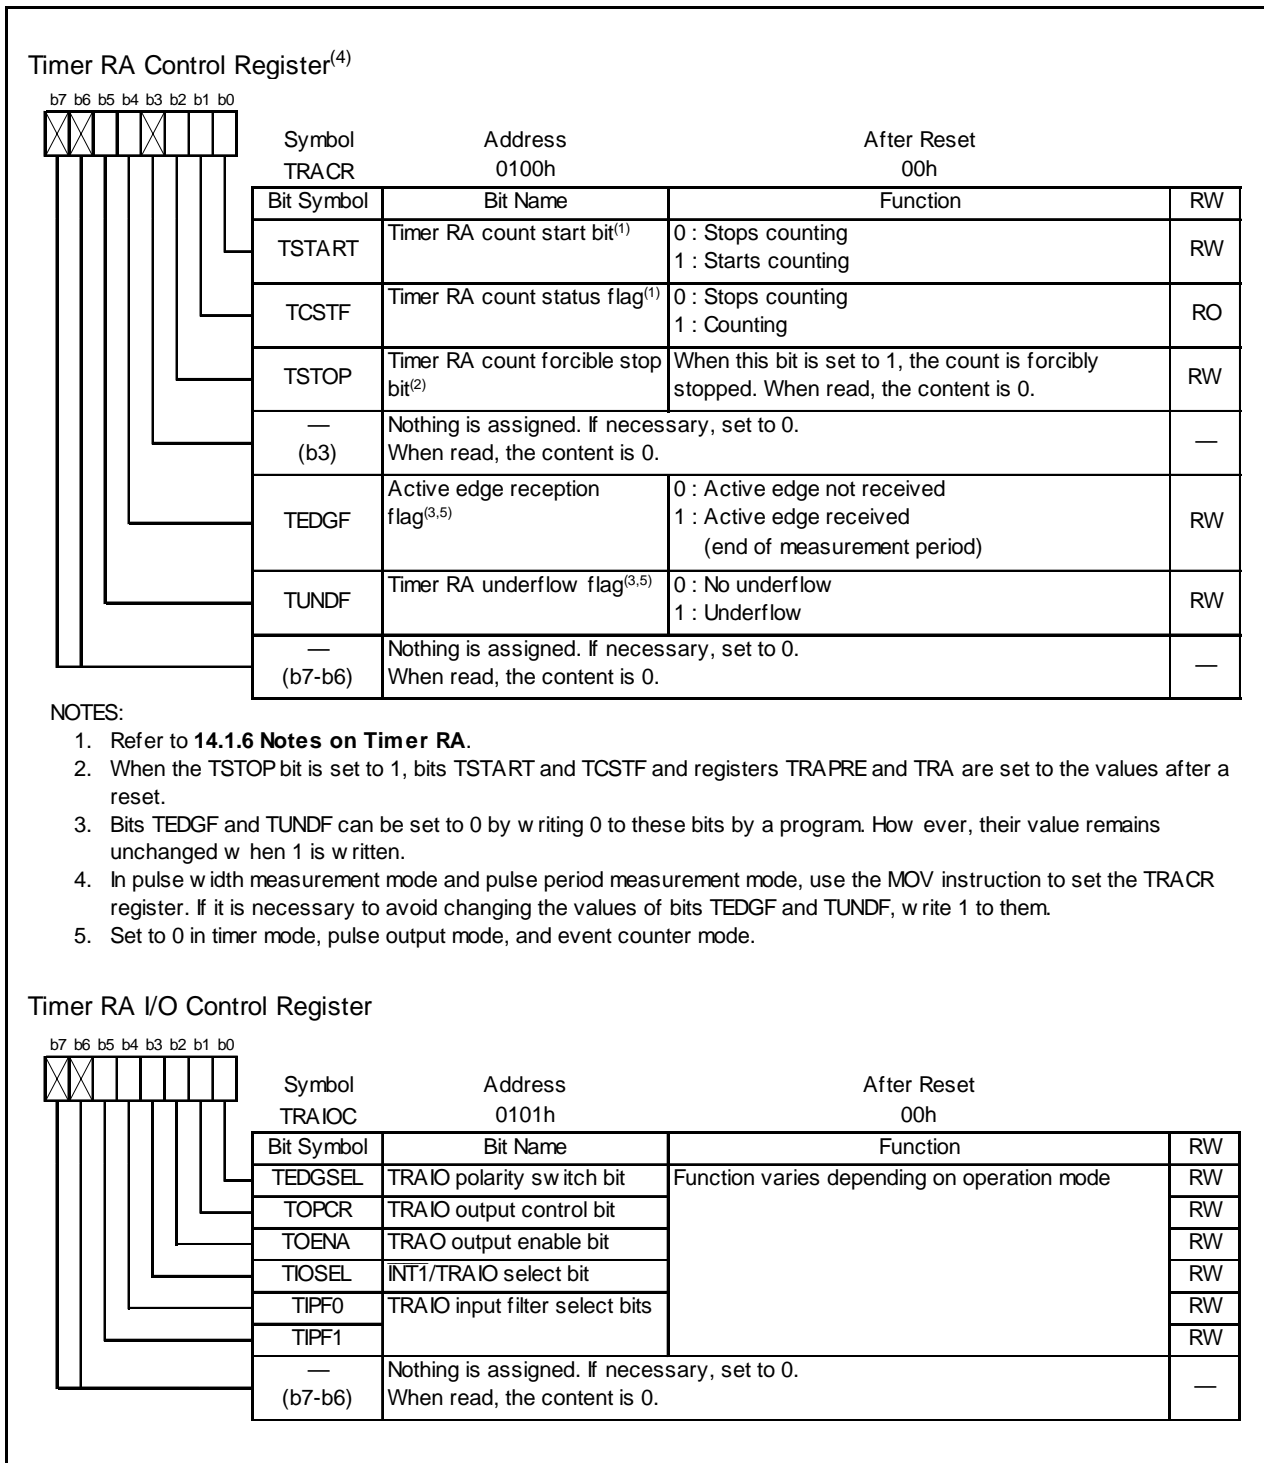 Timer RA Control Register(4)
b7 b6 b5 b4 b3 b2 b1 b0
Symbol Address After Reset
TRACR 0100h 00h
Bit Symbol Bit Name Function RW
TSTART Timer RA count start bit(1) 0 : Stops counting RW
1 : Starts counting
TCSTF Timer RA count status flag(1) 0 : Stops counting RO
1 : Counting
TSTOP Timer RA count forcible stop When this bit is set to 1, the count is forcibly RW
bit(2) stopped. When read, the content is 0.
— Nothing is assigned. If necessary, set to 0. —
(b3) When read, the content is 0.
TEDGF Active edge reception 0 : Active edge not received RW
flag(3,5) 1 : Active edge received
(end of measurement period)
TUNDF Timer RA underflow flag(3,5) 0 : No underflow RW
1 : Underflow
— Nothing is assigned. If necessary, set to 0. —
(b7-b6) When read, the content is 0.
NOTES:
1. Refer to 14.1.6 Notes on Timer RA.
2. When the TSTOP bit is set to 1, bits TSTART and TCSTF and registers TRAPRE and TRA are set to the values after a
reset.
3. Bits TEDGF and TUNDF can be set to 0 by writing 0 to these bits by a program. However, their value remains
unchanged when 1 is written.
4. In pulse width measurement mode and pulse period measurement mode, use the MOV instruction to set the TRACR
register. If it is necessary to avoid changing the values of bits TEDGF and TUNDF, write 1 to them.
5. Set to 0 in timer mode, pulse output mode, and event counter mode.
Timer RA I/O Control Register
b7 b6 b5 b4 b3 b2 b1 b0
Symbol Address After Reset
TRAIOC 0101h 00h
Bit Symbol Bit Name Function RW
TEDGSEL TRAIO polarity switch bit Function varies depending on operation mode RW
TOPCR TRAIO output control bit RW
TOENA TRAO output enable bit RW
TIOSEL INT1/TRAIO select bit RW
TIPF0 TRAIO input filter select bits RW
TIPF1 RW
— Nothing is assigned. If necessary, set to 0. —
(b7-b6) When read, the content is 0.